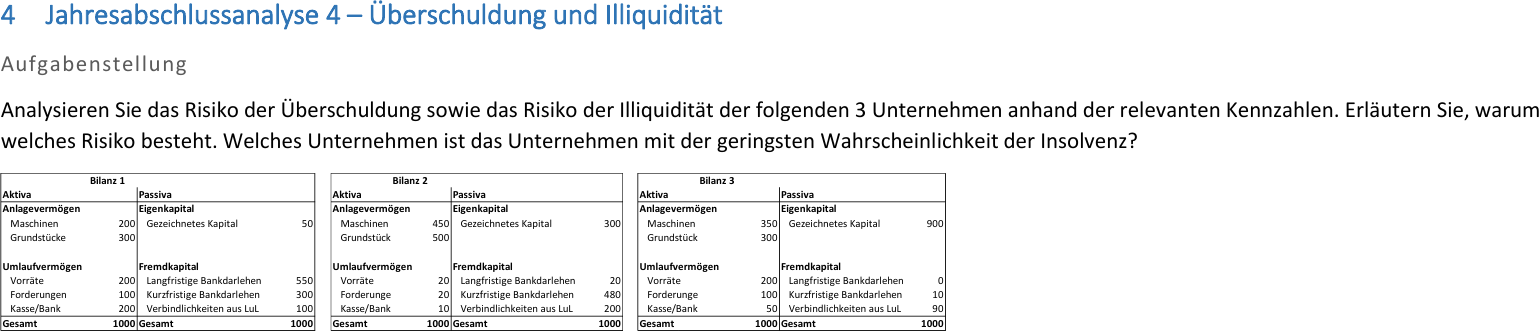 4 Jahresabschlussanalyse 4 – Überschuldung und Illiquidität
Aufgabenstellung
Analysieren Sie das Risiko der Überschuldung sowie das Risiko der Illiquidität der folgenden 3 Unternehmen anhand der relevanten Kennzahlen. Erläutern Sie, warum
welches Risiko besteht. Welches Unternehmen ist das Unternehmen mit der geringsten Wahrscheinlichkeit der Insolvenz?
Bilanz 1
Aktiva Passiva
Anlagevermögen Eigenkapital
Maschinen 200 Gezeichnetes Kapital 50
Grundstücke 300
Umlaufvermögen Fremdkapital
Vorräte 200 Langfristige Bankdarlehen 550
Forderungen 100 Kurzfristige Bankdarlehen 300
Kasse/Bank 200 Verbindlichkeiten aus LuL 100
Gesamt 1000 Gesamt 1000
Bilanz 2
Aktiva Passiva
Anlagevermögen Eigenkapital
Maschinen 450 Gezeichnetes Kapital 300
Grundstück 500
Umlaufvermögen Fremdkapital
Vorräte 20 Langfristige Bankdarlehen 20
Forderunge 20 Kurzfristige Bankdarlehen 480
Kasse/Bank 10 Verbindlichkeiten aus LuL 200
Gesamt 1000 Gesamt 1000
Bilanz 3
Aktiva Passiva
Anlagevermögen Eigenkapital
Maschinen 350 Gezeichnetes Kapital 900
Grundstück 300
Umlaufvermögen Fremdkapital
Vorräte 200 Langfristige Bankdarlehen 0
Forderungen 100 Kurzfristige Bankdarlehen 10
Kasse/Bank 50 Verbindlichkeiten aus LuL 90
Gesamt 1000 Gesamt 1000